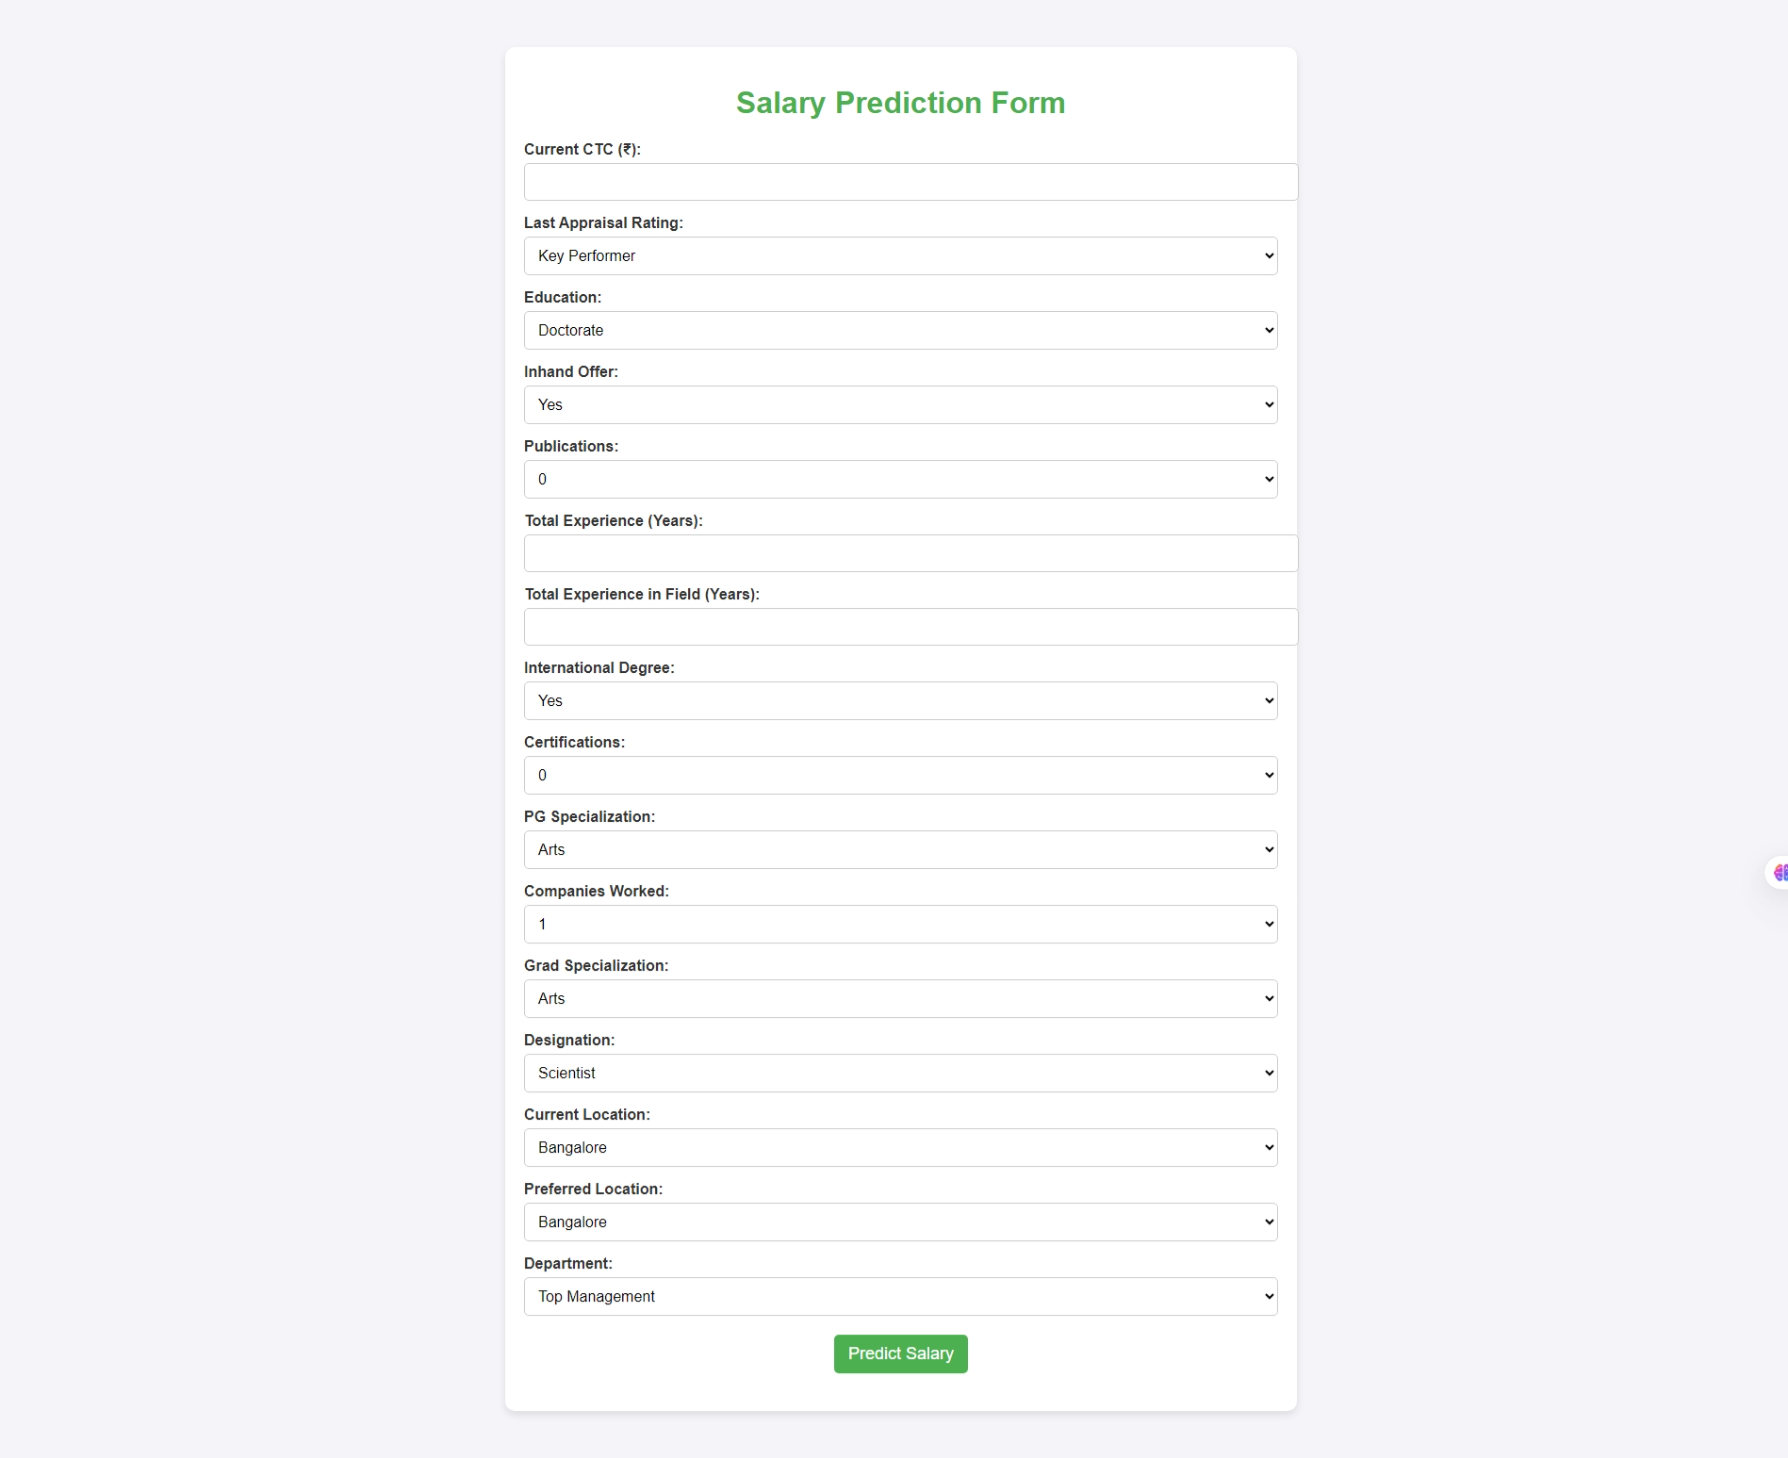 Salary Prediction Form
Current CTC (₹):
Last Appraisal Rating:
Key Performer
Education:
Doctorate
Inhand Offer:
Yes
Publications:
0
Total Experience (Years):
Total Experience in Field (Years):
International Degree:
Yes
Certifications:
0
PG Specialization:
Arts
Companies Worked:
1
Grad Specialization:
Arts
Designation:
Scientist
Current Location:
Bangalore
Preferred Location:
Bangalore
Department:
Top Management
Predict Salary